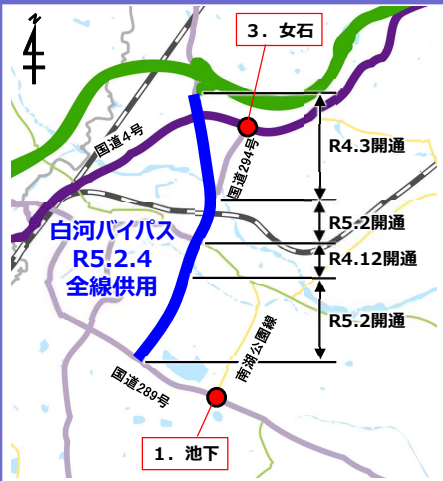 3．女石
国道4号
国道294号
R4.3開通
R5.2開通
R4.12開通
R5.2開通
白河バイパス
R5.2.4
全線供用
南湖公園線
国道289号
1．池下